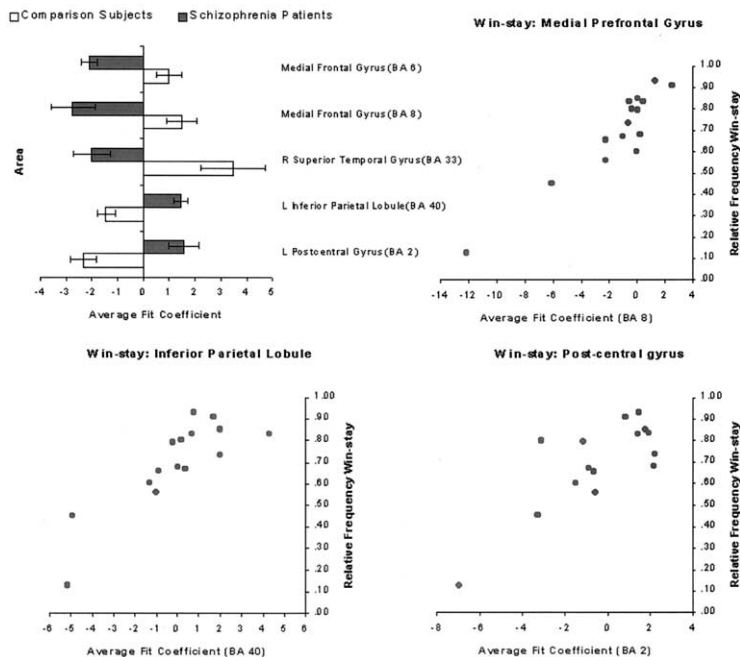 Comparison Subjects Schizophrenia Patients
Area
Medial Frontal Gyrus (BA 6)
Medial Frontal Gyrus (BA 8)
R Superior Temporal Gyrus (BA 33)
L Inferior Parietal Lobule (BA 40)
L Postcentral Gyrus (BA 2)
-4 -3 -2 -1 0 1 2 3 4 5
Average Fit Coefficient
Win-stay: Medial Prefrontal Gyrus
1.00
.90
.80
.70
.60
.50
.40
.30
.20
.10
.00
Relative Frequency Win-stay
-14 -12 -10 -8 -6 -4 -2 0 2 4
Average Fit Coefficient (BA 8)
Win-stay: Inferior Parietal Lobule
1.00
.90
.80
.70
.60
.50
.40
.30
.20
.10
.00
Relative Frequency Win-stay
-6 -5 -4 -3 -2 -1 0 1 2 3 4 5 6
Average Fit Coefficient (BA 40)
Win-stay: Post-central gyrus
1.00
.90
.80
.70
.60
.50
.40
.30
.20
.10
.00
Relative Frequency Win-stay
-8 -6 -4 -2 0 2 4
Average Fit Coefficient (BA 2)